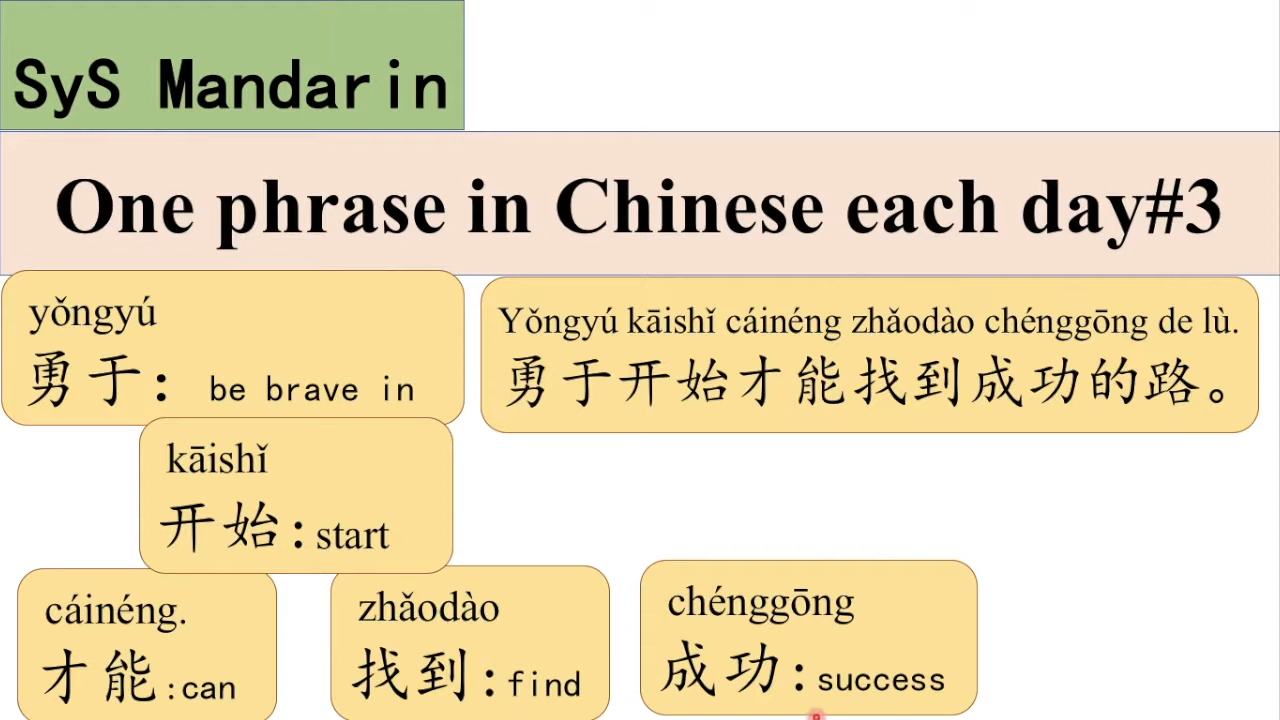 SyS Mandarin
One phrase in Chinese each day#3
yǒngyú
勇于: be brave in
Yǒngyú kāishǐ cáinéng zhǎodào chénggōng de lù.
勇于开始才能找到成功的路。
kāishǐ
开始:start
cáinéng.
才能:can
zhǎodào
找到:find
chénggōng
成功:success